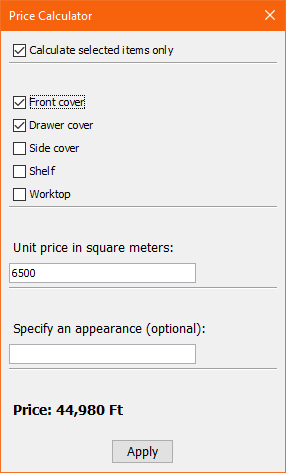 Price Calculator
Calculate selected items only
Front cover
Drawer cover
Side cover
Shelf
Worktop
Unit price in square meters:
6500
Specify an appearance (optional):
Price: 44,980 Ft
Apply